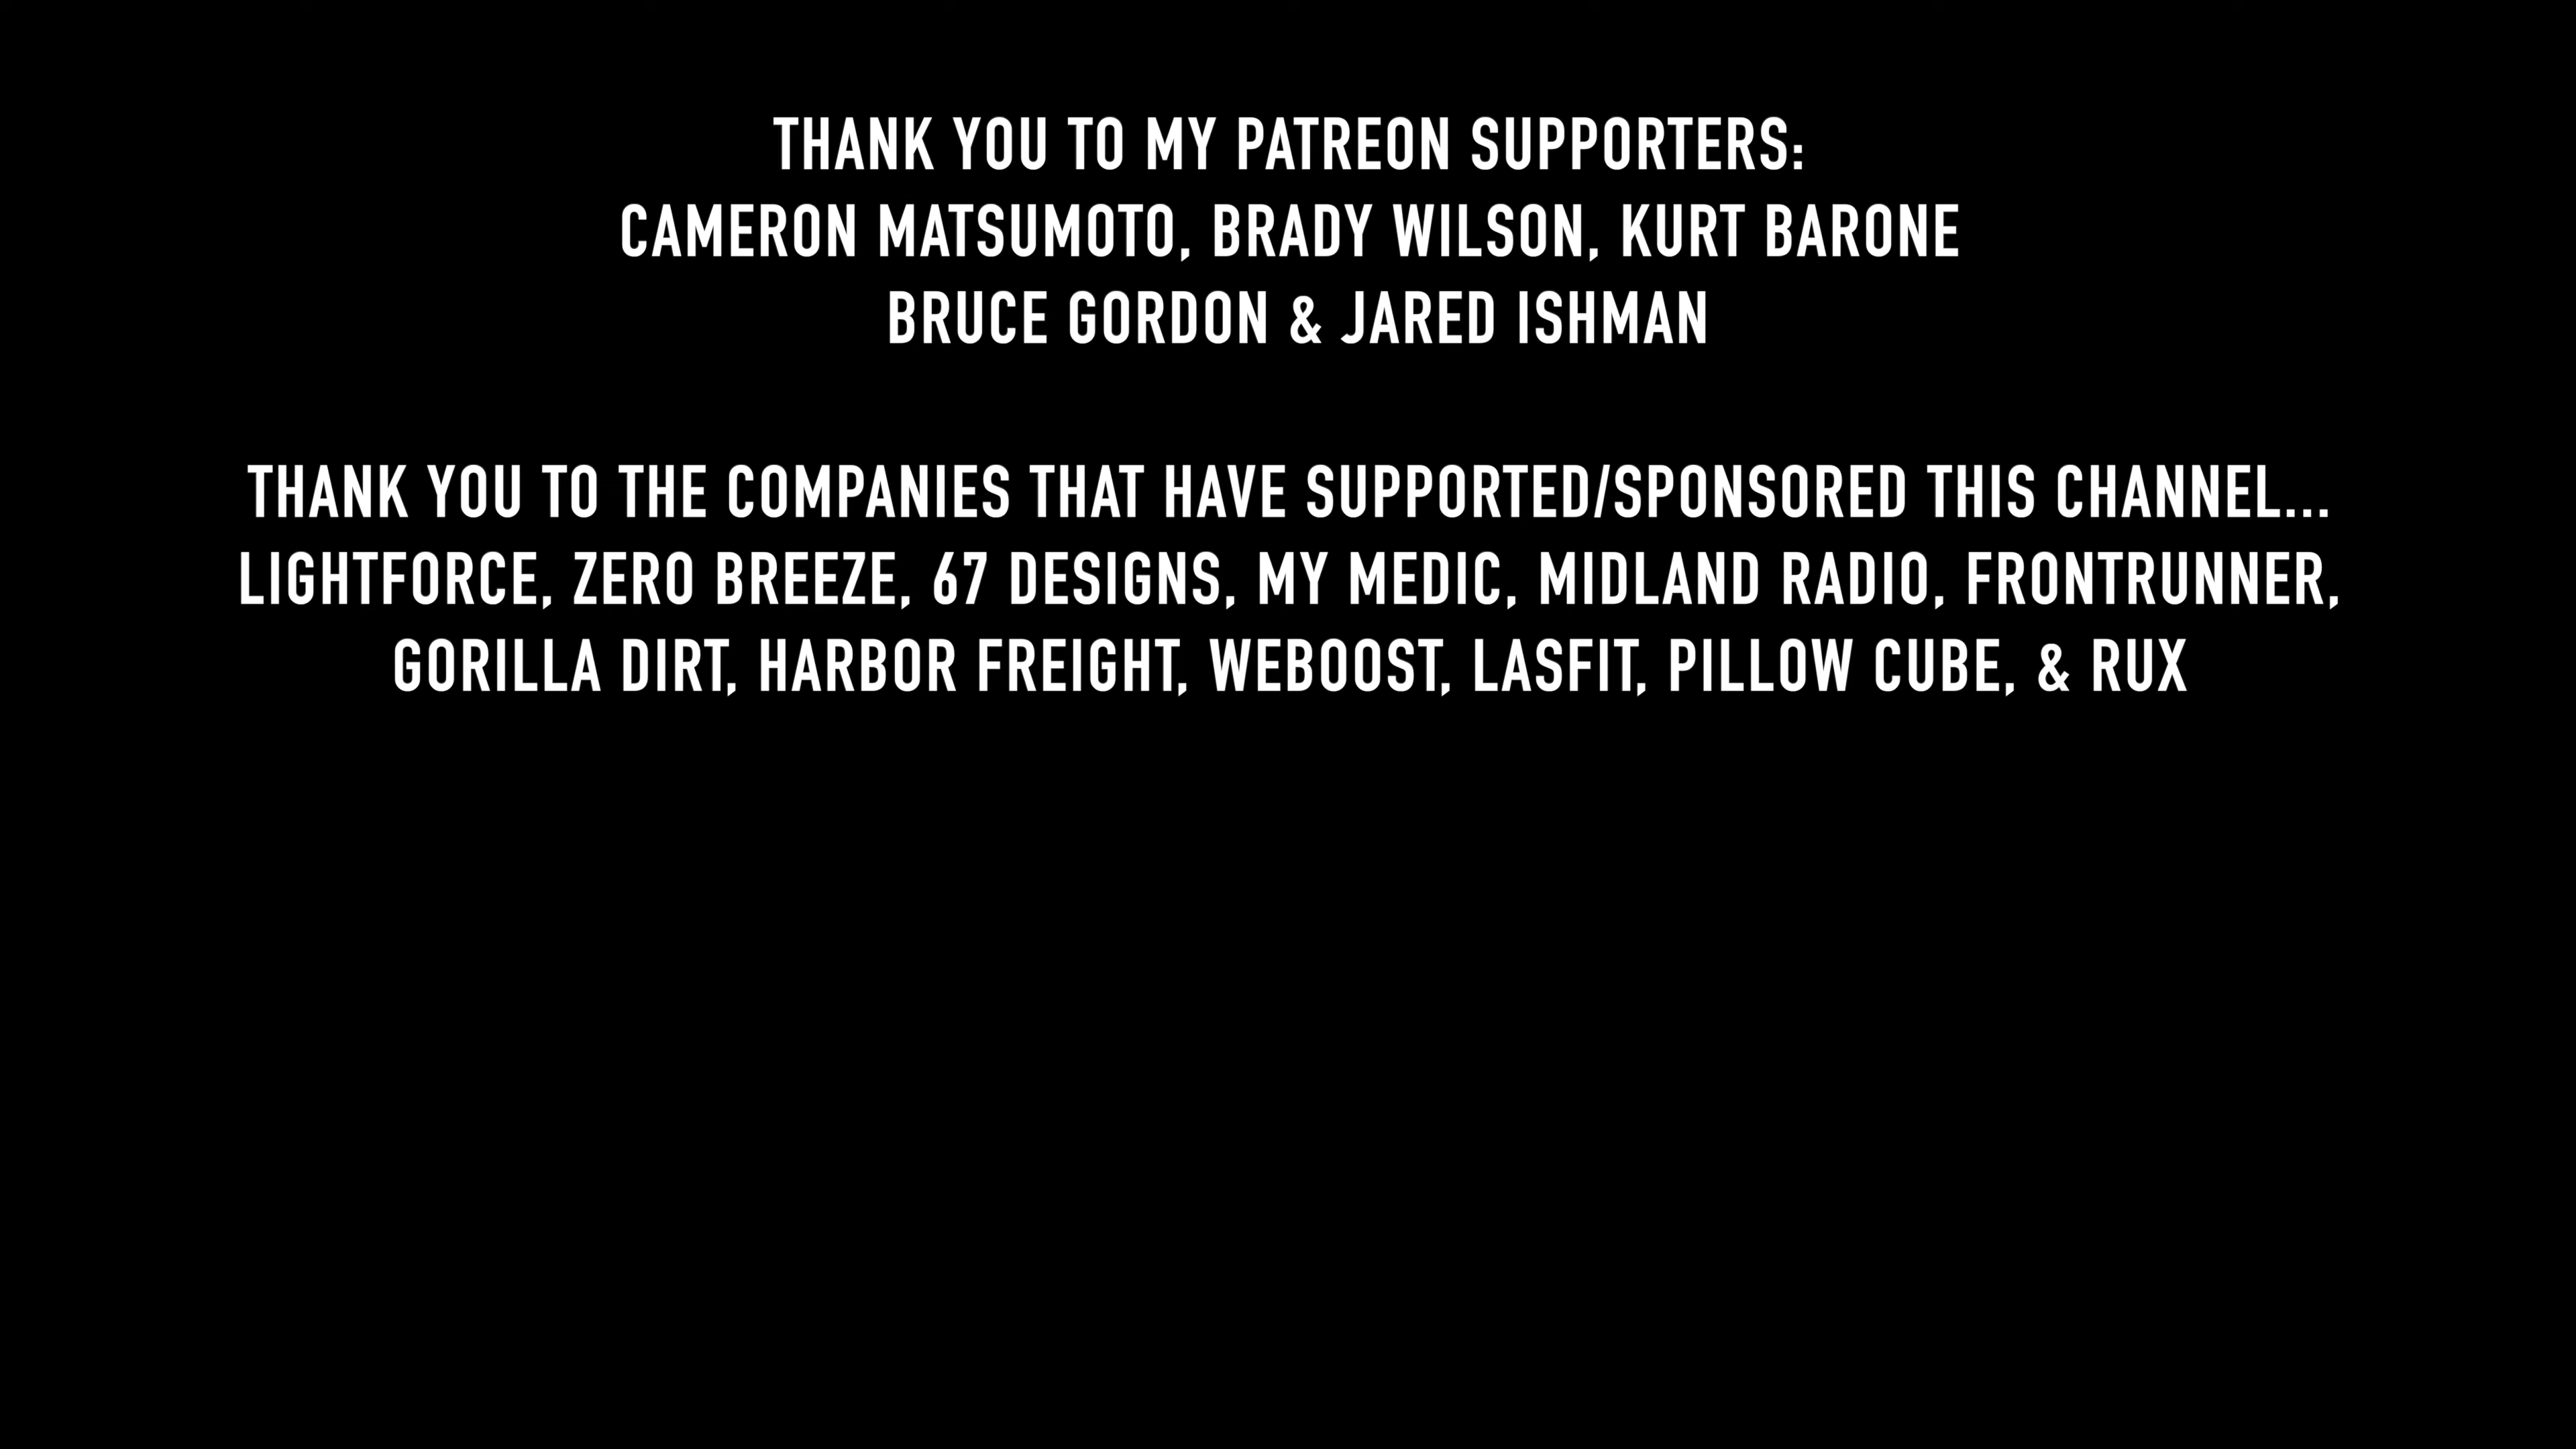 THANK YOU TO MY PATREON SUPPORTERS:
CAMERON MATSUMOTO, BRADY WILSON, KURT BARONE
BRUCE GORDON & JARED ISHMAN
THANK YOU TO THE COMPANIES THAT HAVE SUPPORTED/SPONSORED THIS CHANNEL...
LIGHTFORCE, ZERO BREEZE, 67 DESIGNS, MY MEDIC, MIDLAND RADIO, FRONTRUNNER,
GORILLA DIRT, HARBOR FREIGHT, WEBOOST, LASFIT, PILLOW CUBE, & RUX